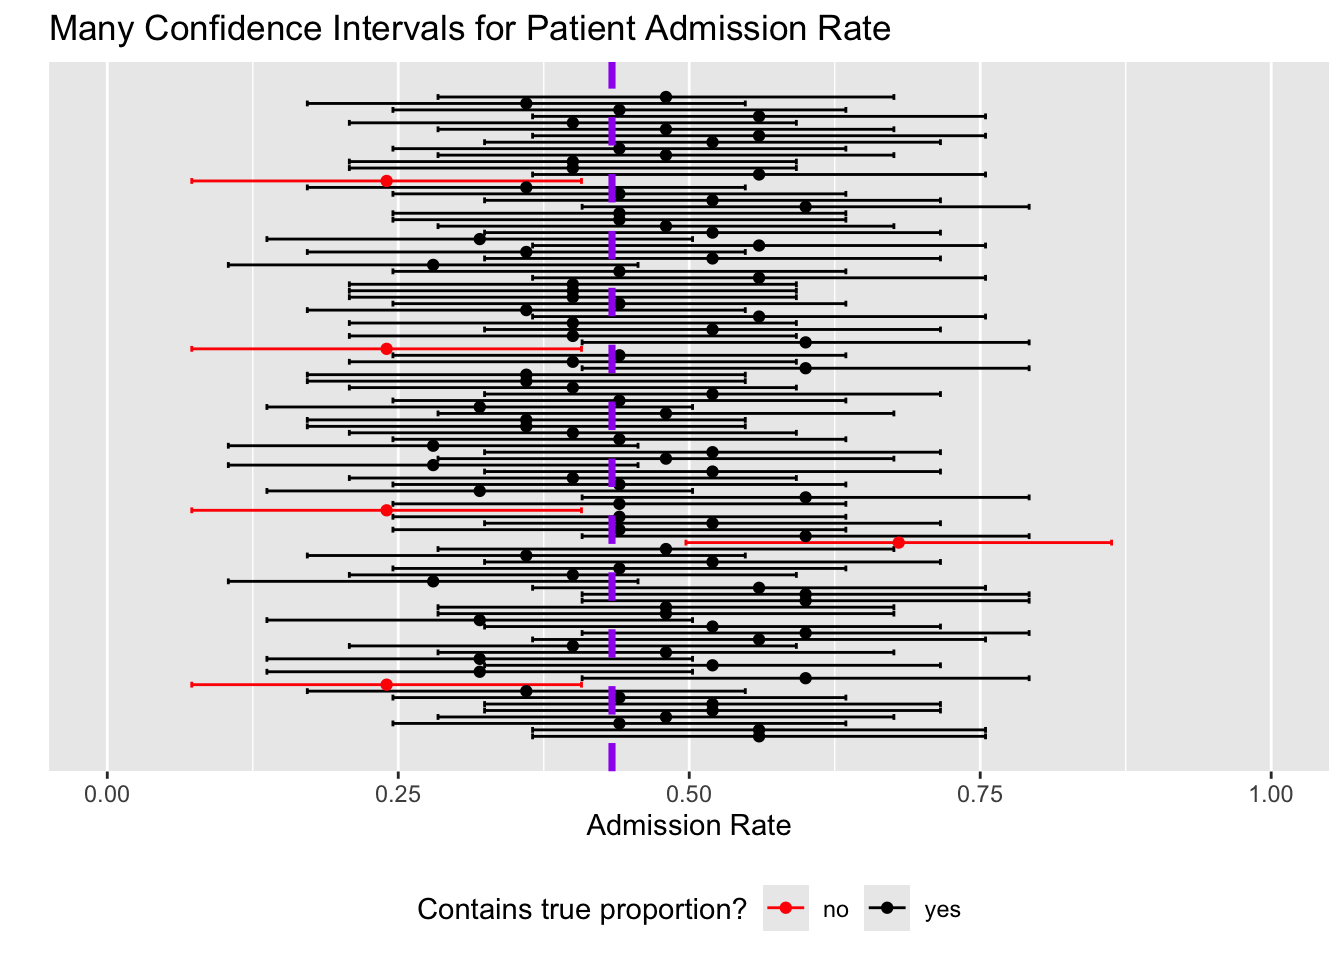 Many Confidence Intervals for Patient Admission Rate
0.00 0.25 0.50 0.75 1.00
Admission Rate
Contains true proportion? no yes